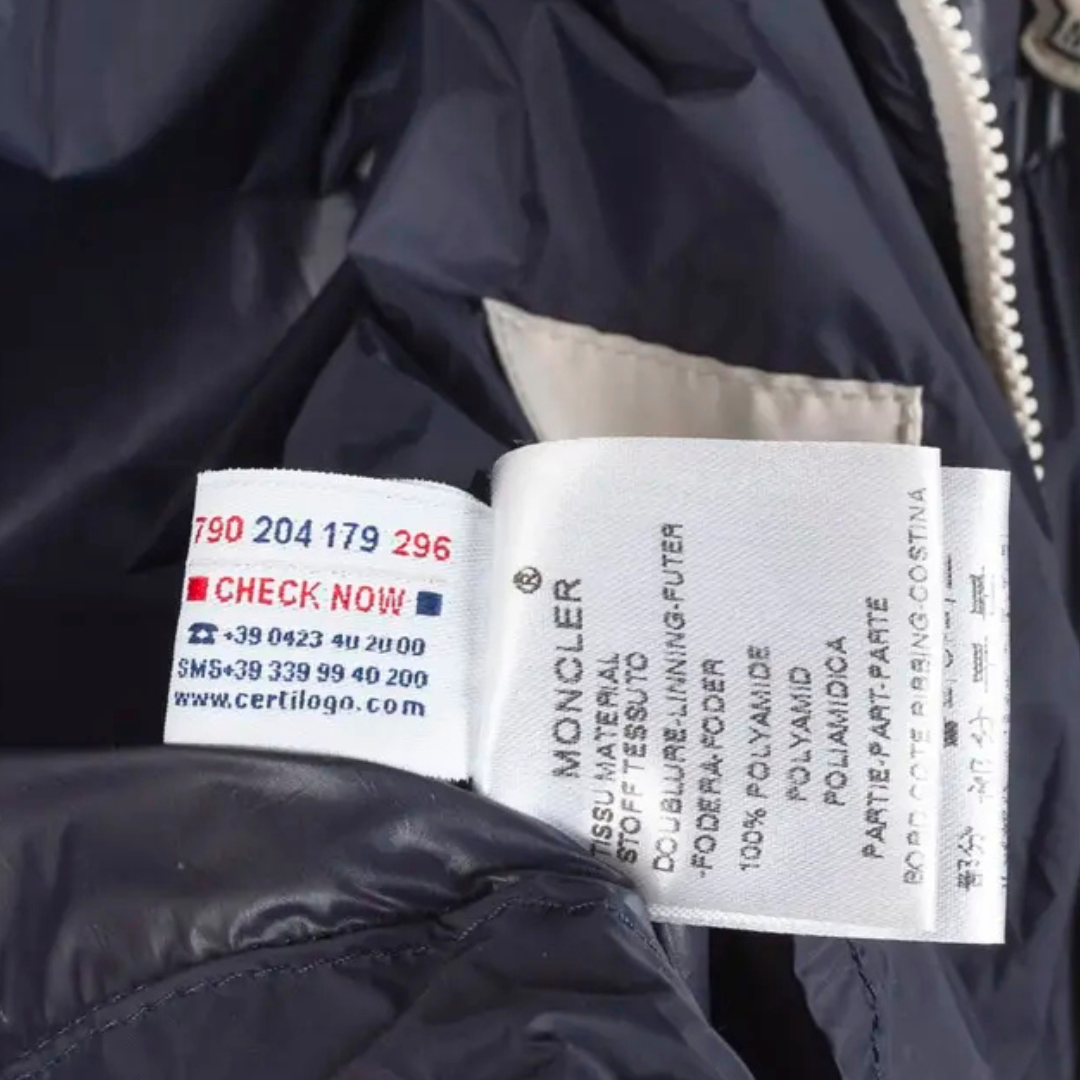 790 204 179 296
CHECK NOW
☎ +39 0423 40 20 00
SMS+39 339 99 40 200
www.certilogo.com
®
MONCLER
TISSU MATERIAL
STOFF TESSUTO
DOUBLURE-LINNING-FUTER
-FODERA-FODER
100% POLYAMIDE
POLYAMID
POLIAMIDICA
PARTIE-PART-PARTE
BORD COTE RIBBING-COSTINA